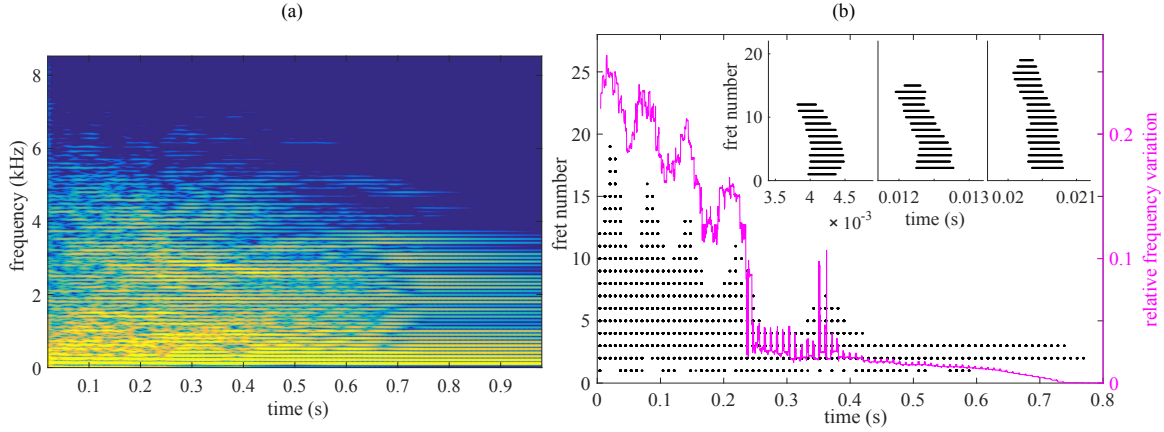 (a)
(b)
8
6
4
2
0
frequency (kHz)
0.1 0.2 0.3 0.4 0.5 0.6 0.7 0.8 0.9
time (s)
25
20
15
10
5
0
fret number
0 0.1 0.2 0.3 0.4 0.5 0.6 0.7 0.8
time (s)
0.2
0.1
0
relative frequency variation
20
10
0
fret number
3.5 4 4.5
× 10⁻³
0.012 0.013
0.02 0.021
time (s)